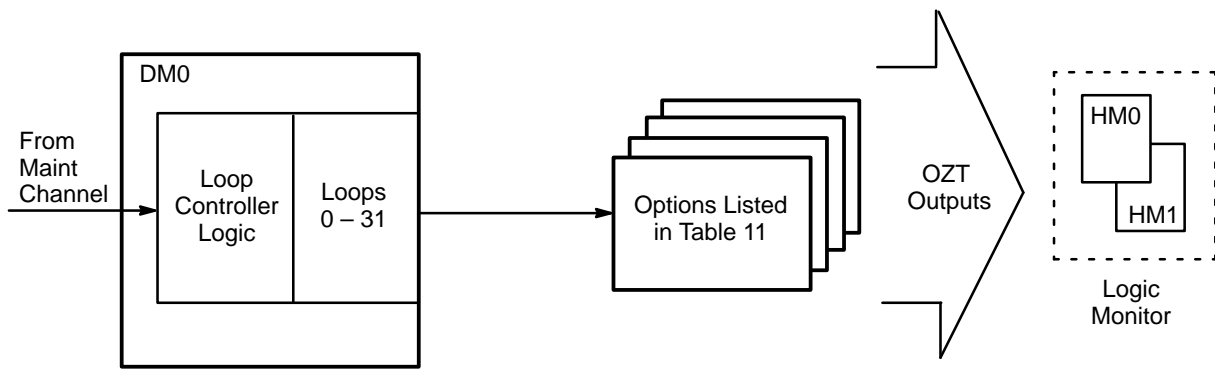 DM0
From
Maint
Channel
Loop
Controller
Logic
Loops
0 – 31
Options Listed
in Table 11
OZT
Outputs
HM0
HM1
Logic
Monitor